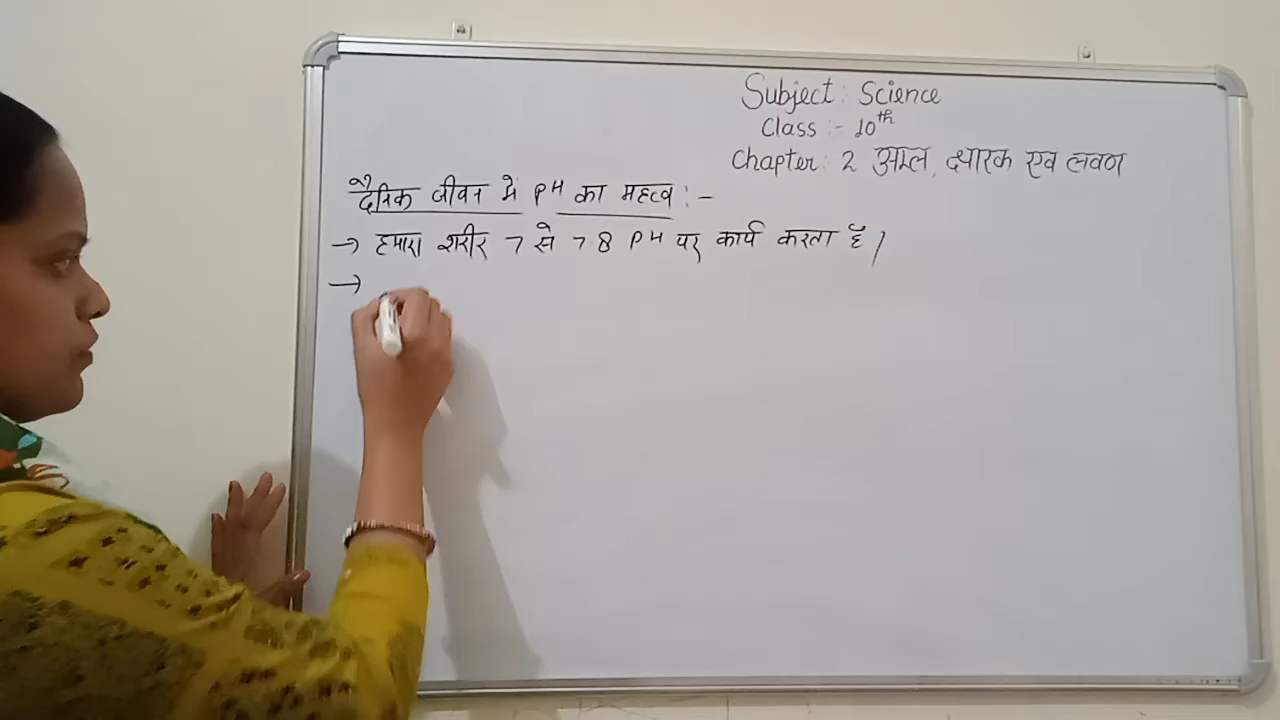 Subject: Science
Class :- 10th
Chapter: 2 अम्ल, क्षारक एव लवण
दैनिक जीवन मे PH का महत्व :-
→ हमारा शरीर 7 से 7.8 PH पर कार्य करता है।
→